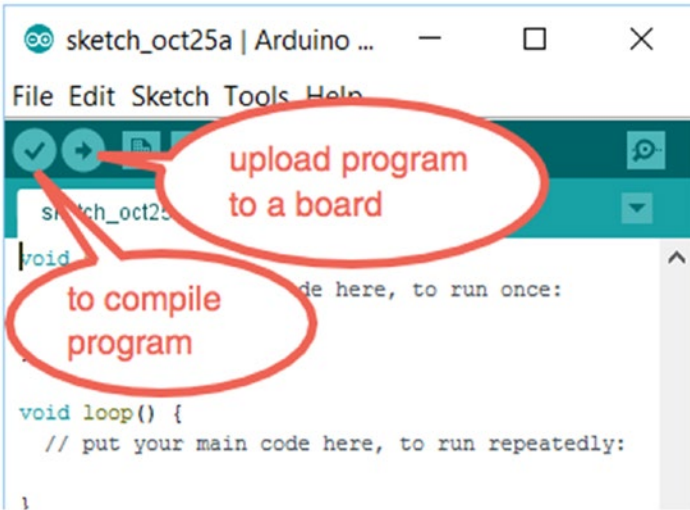 sketch_oct25a | Arduino ...
File Edit Sketch Tools Help
upload program
to a board
void
to compile
program
here, to run once:
void loop() {
// put your main code here, to run repeatedly:
}